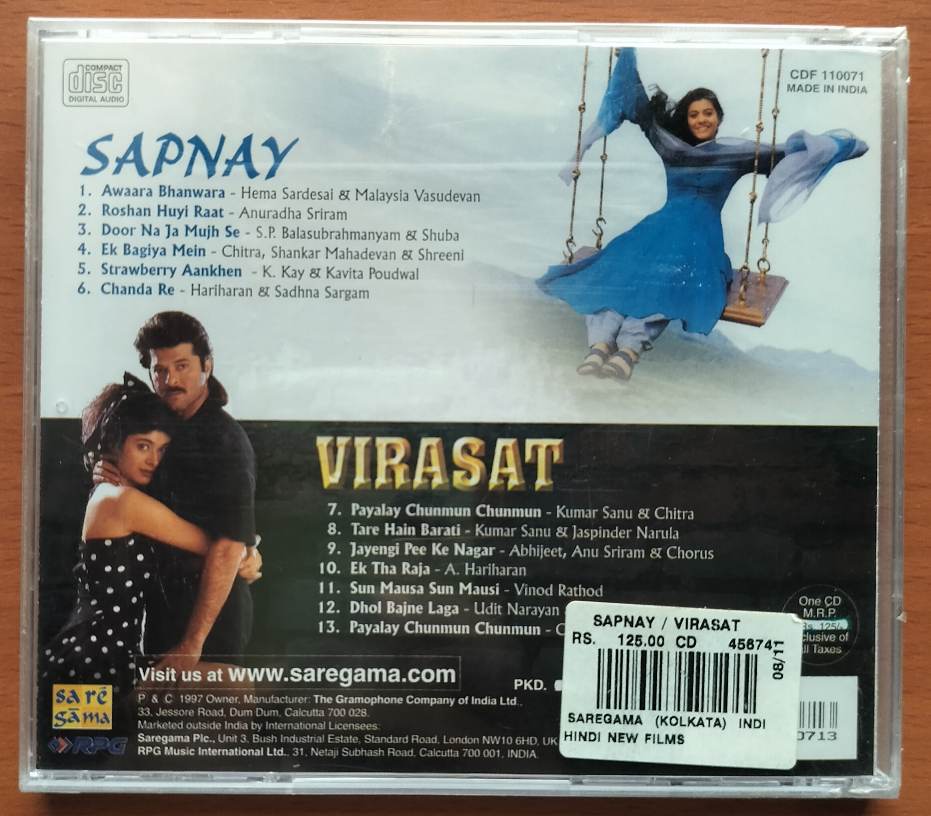 COMPACT
disc
DIGITAL AUDIO
CDF 110071
MADE IN INDIA
SAPNAY
1. Awaara Bhanwara - Hema Sardesai & Malaysia Vasudevan
2. Roshan Huyi Raat - Anuradha Sriram
3. Door Na Ja Mujh Se - S.P. Balasubrahmanyam & Shuba
4. Ek Bagiya Mein - Chitra, Shankar Mahadevan & Shreeni
5. Strawberry Aankhen - K. Kay & Kavita Poudwal
6. Chanda Re - Hariharan & Sadhna Sargam
VIRASAT
7. Payalay Chunmun Chunmun - Kumar Sanu & Chitra
8. Tare Hain Barati - Kumar Sanu & Jaspinder Narula
9. Jayengi Pee Ke Nagar - Abhijeet, Anu Sriram & Chorus
10. Ek Tha Raja - A. Hariharan
11. Sun Mausa Sun Mausi - Vinod Rathod
12. Dhol Bajne Laga - Udit Narayan
13. Payalay Chunmun Chunmun -
One CD
M.R.P.
Rs. 125/-
of
Taxes
SAPNAY / VIRASAT
RS. 125.00 CD 456741
08/11
SAREGAMA (KOLKATA) INDI
HINDI NEW FILMS
0713
Visit us at www.saregama.com
PKD.
sa rē
gāma
RPG
P & C 1997 Owner, Manufacturer: The Gramophone Company of India Ltd.,
33, Jessore Road, Dum Dum, Calcutta 700 028.
Marketed outside India by International Licensees:
Saregama Plc., Unit 3, Bush Industrial Estate, Standard Road, London NW10 6HD, UK
RPG Music International Ltd., 31, Netaji Subhash Road, Calcutta 700 001, INDIA.